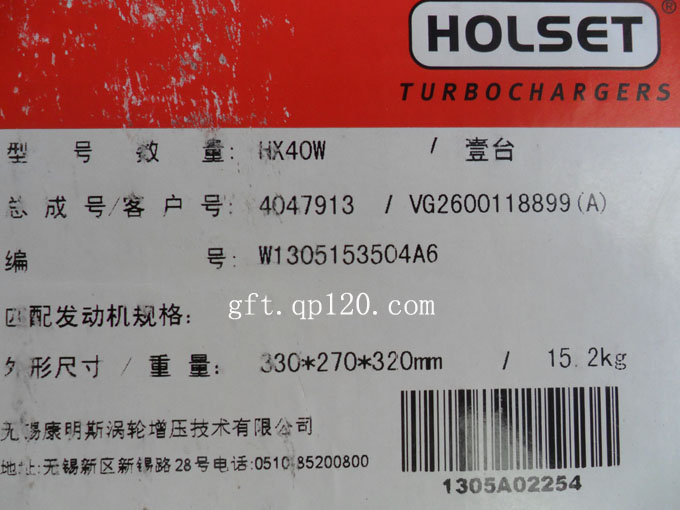 HOLSET®
TURBOCHARGERS
型 号 数 量: HX40W / 壹台
总成号/客户号: 4047913 / VG2600118899(A)
编 号: W1305153504A6
匹配发动机规格:
gft.qp120.com
外形尺寸/重量: 330*270*320mm / 15.2kg
无锡康明斯涡轮增压技术有限公司
地址:无锡新区新锡路28号电话:0510-85200800
1305A02254